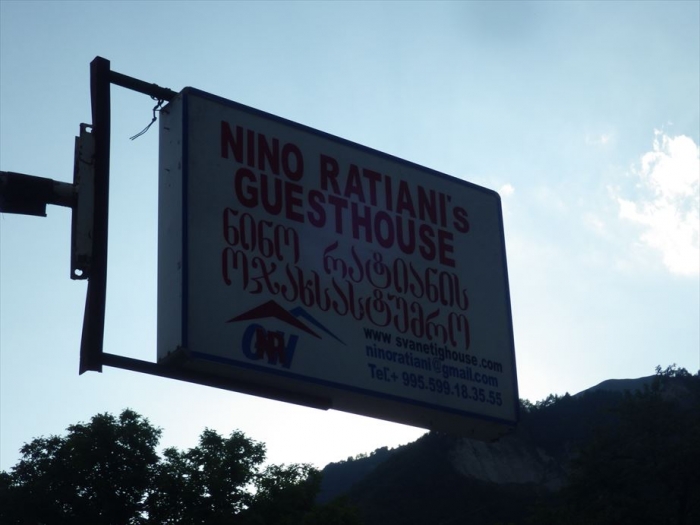 NINO RATIANI's
GUESTHOUSE
ნინო რატიანის
ოჯახსასტუმრო
www.svanetighouse.com
ninoratiani@gmail.com
Tel.+ 995.599.18.35.55